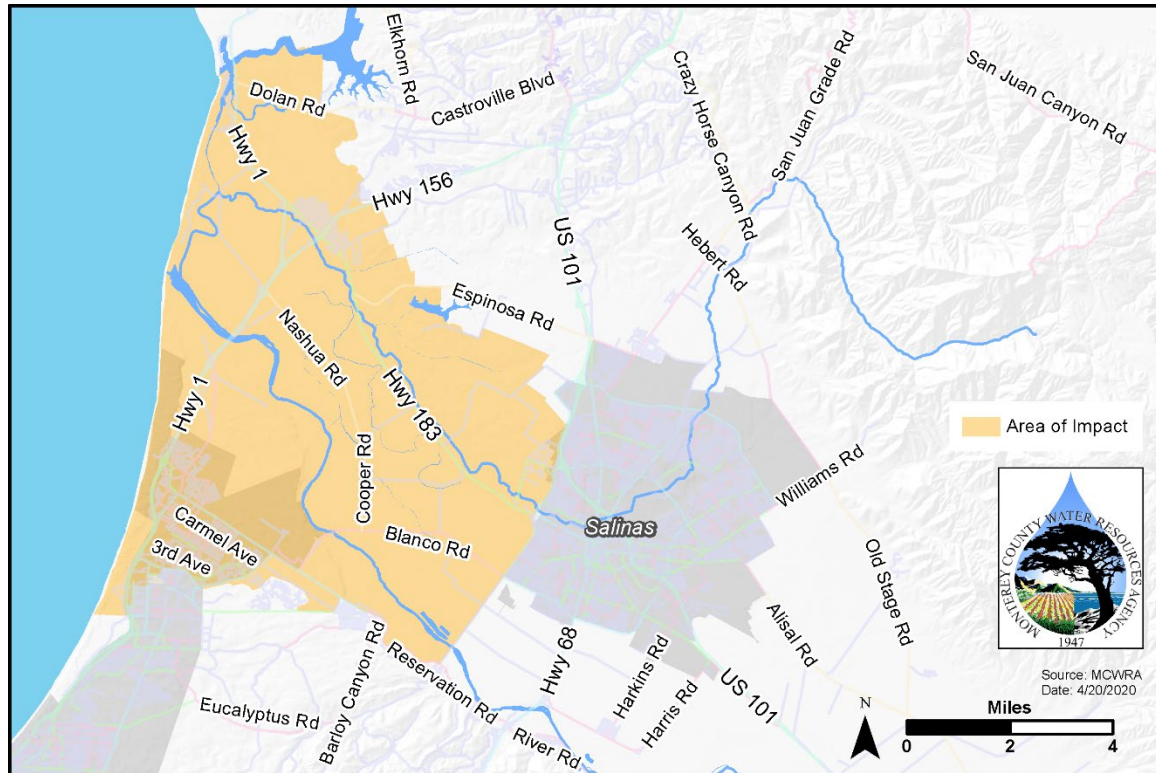 Elkhorn Rd
Dolan Rd
Castroville Blvd
Crazy Horse Canyon Rd
San Juan Grade Rd
San Juan Canyon Rd
Hwy 1
Hwy 156
US 101
Hebert Rd
Espinosa Rd
Nashua Rd
Hwy 1
Hwy 183
Cooper Rd
Area of Impact
Williams Rd
Salinas
Carmel Ave
3rd Ave
Blanco Rd
Old Stage Rd
MONTEREY COUNTY WATER RESOURCES AGENCY
1947
Alisal Rd
Hwy 68
Harkins Rd
Harris Rd
US 101
Barloy Canyon Rd
Reservation Rd
Eucalyptus Rd
River Rd
Source: MCWRA
Date: 4/20/2020
N
Miles
0 2 4